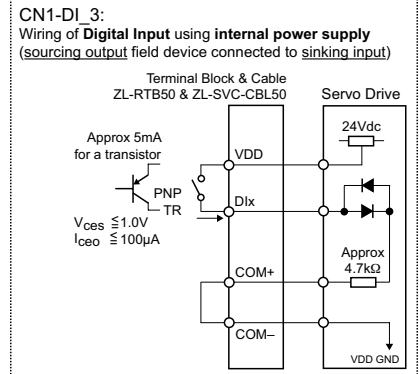 CN1-DI_3:
Wiring of Digital Input using internal power supply
(sourcing output field device connected to sinking input)
Terminal Block & Cable
ZL-RTB50 & ZL-SVC-CBL50
Servo Drive
24Vdc
Approx 5mA
for a transistor
VDD
PNP
TR
DIx
Vces ≦1.0V
Iceo ≦100µA
Approx
4.7kΩ
COM+
COM–
VDD GND